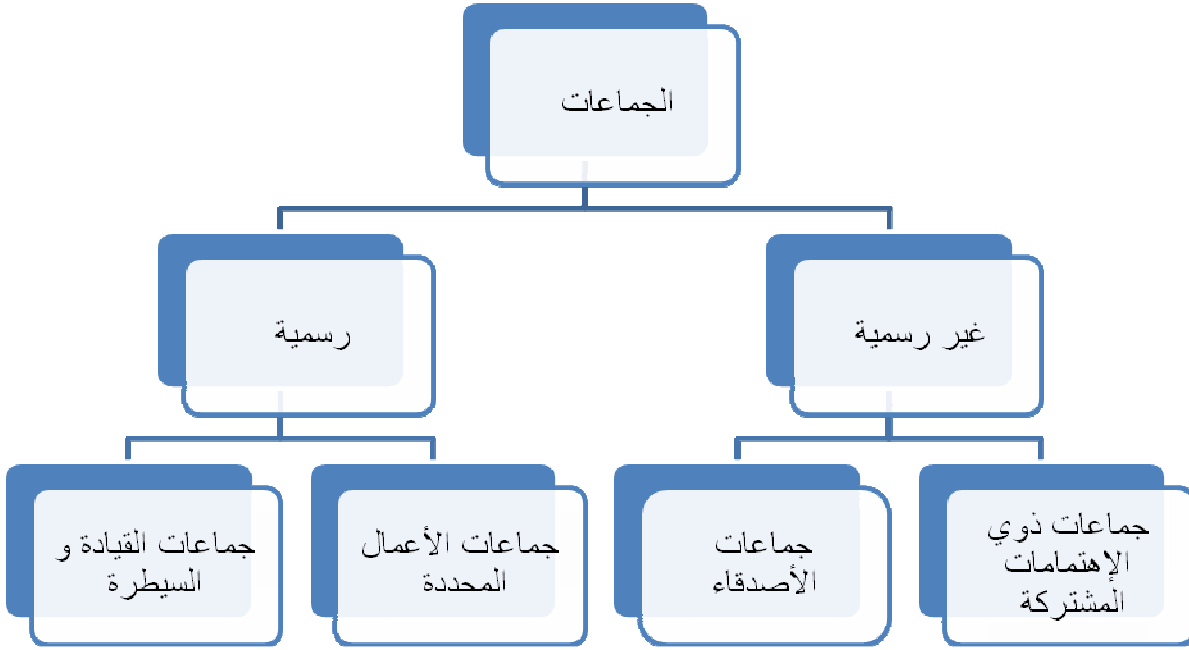 الجماعات
غير رسمية
رسمية
جماعات ذوي
الإهتمامات
المشتركة
جماعات
الأصدقاء
جماعات الأعمال
المحددة
جماعات القيادة و
السيطرة